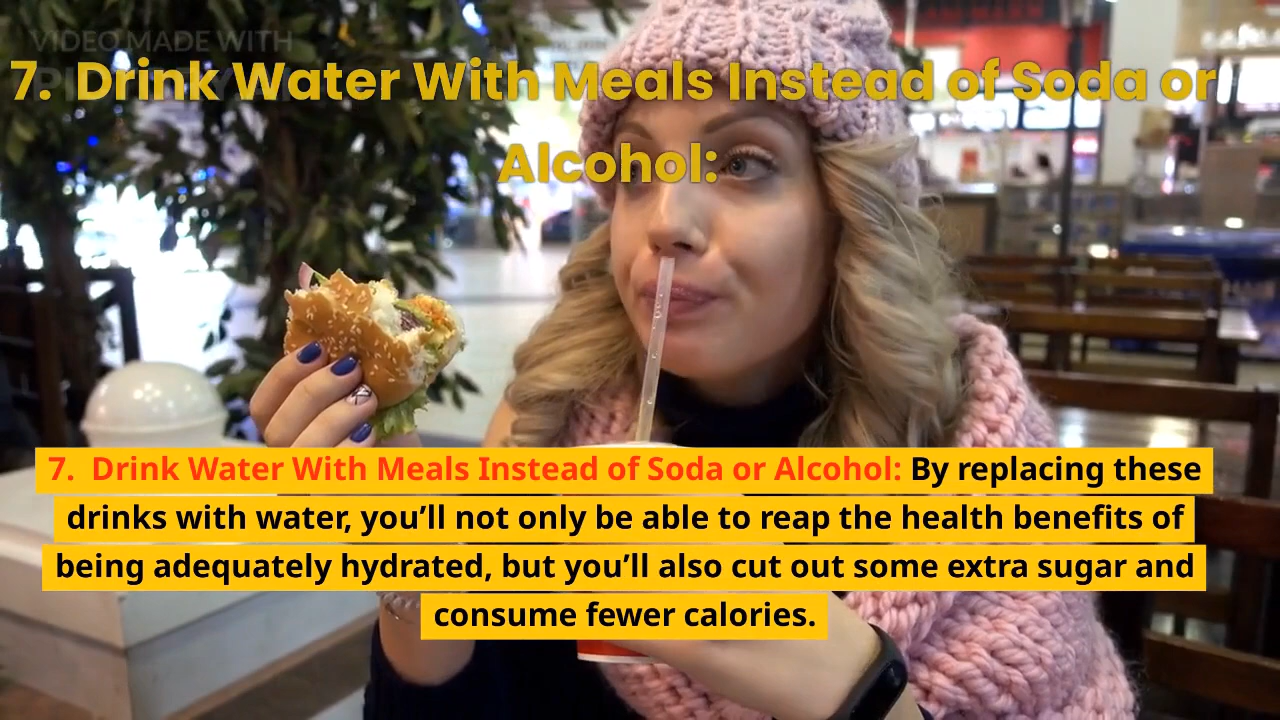 VIDEO MADE WITH
7. Drink Water With Meals Instead of Soda or
Alcohol:
7. Drink Water With Meals Instead of Soda or Alcohol: By replacing these
drinks with water, you’ll not only be able to reap the health benefits of
being adequately hydrated, but you’ll also cut out some extra sugar and
consume fewer calories.